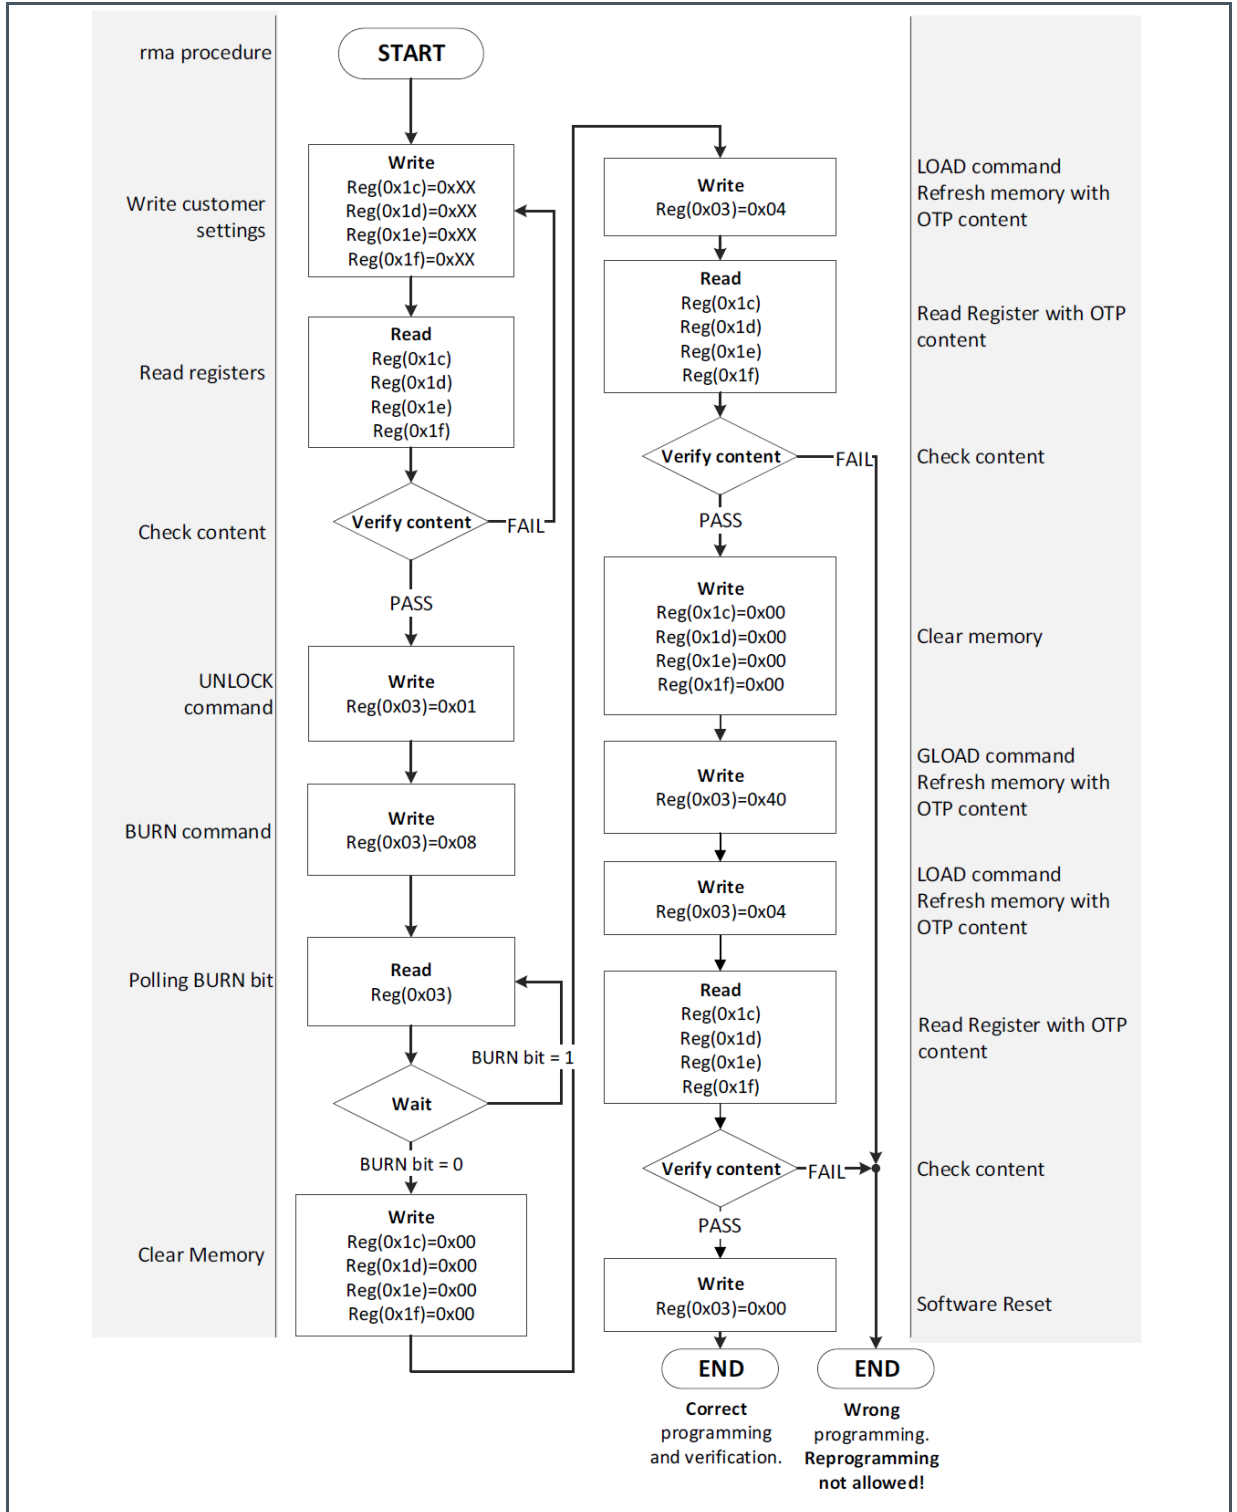 rma procedure
START
Write customer
settings
Write
Reg(0x1c)=0xXX
Reg(0x1d)=0xXX
Reg(0x1e)=0xXX
Reg(0x1f)=0xXX
Read registers
Read
Reg(0x1c)
Reg(0x1d)
Reg(0x1e)
Reg(0x1f)
Check content
Verify content
FAIL
PASS
UNLOCK
command
Write
Reg(0x03)=0x01
BURN command
Write
Reg(0x03)=0x08
Polling BURN bit
Read
Reg(0x03)
BURN bit = 1
Wait
BURN bit = 0
Clear Memory
Write
Reg(0x1c)=0x00
Reg(0x1d)=0x00
Reg(0x1e)=0x00
Reg(0x1f)=0x00
Write
Reg(0x03)=0x04
LOAD command
Refresh memory with
OTP content
Read
Reg(0x1c)
Reg(0x1d)
Reg(0x1e)
Reg(0x1f)
Read Register with OTP
content
Verify content
FAIL
Check content
PASS
Write
Reg(0x1c)=0x00
Reg(0x1d)=0x00
Reg(0x1e)=0x00
Reg(0x1f)=0x00
Clear memory
Write
Reg(0x03)=0x40
GLOAD command
Refresh memory with
OTP content
Write
Reg(0x03)=0x04
LOAD command
Refresh memory with
OTP content
Read
Reg(0x1c)
Reg(0x1d)
Reg(0x1e)
Reg(0x1f)
Read Register with OTP
content
Verify content
FAIL
Check content
PASS
Write
Reg(0x03)=0x00
Software Reset
END
Correct
programming
and verification.
END
Wrong
programming.
Reprogramming
not allowed!